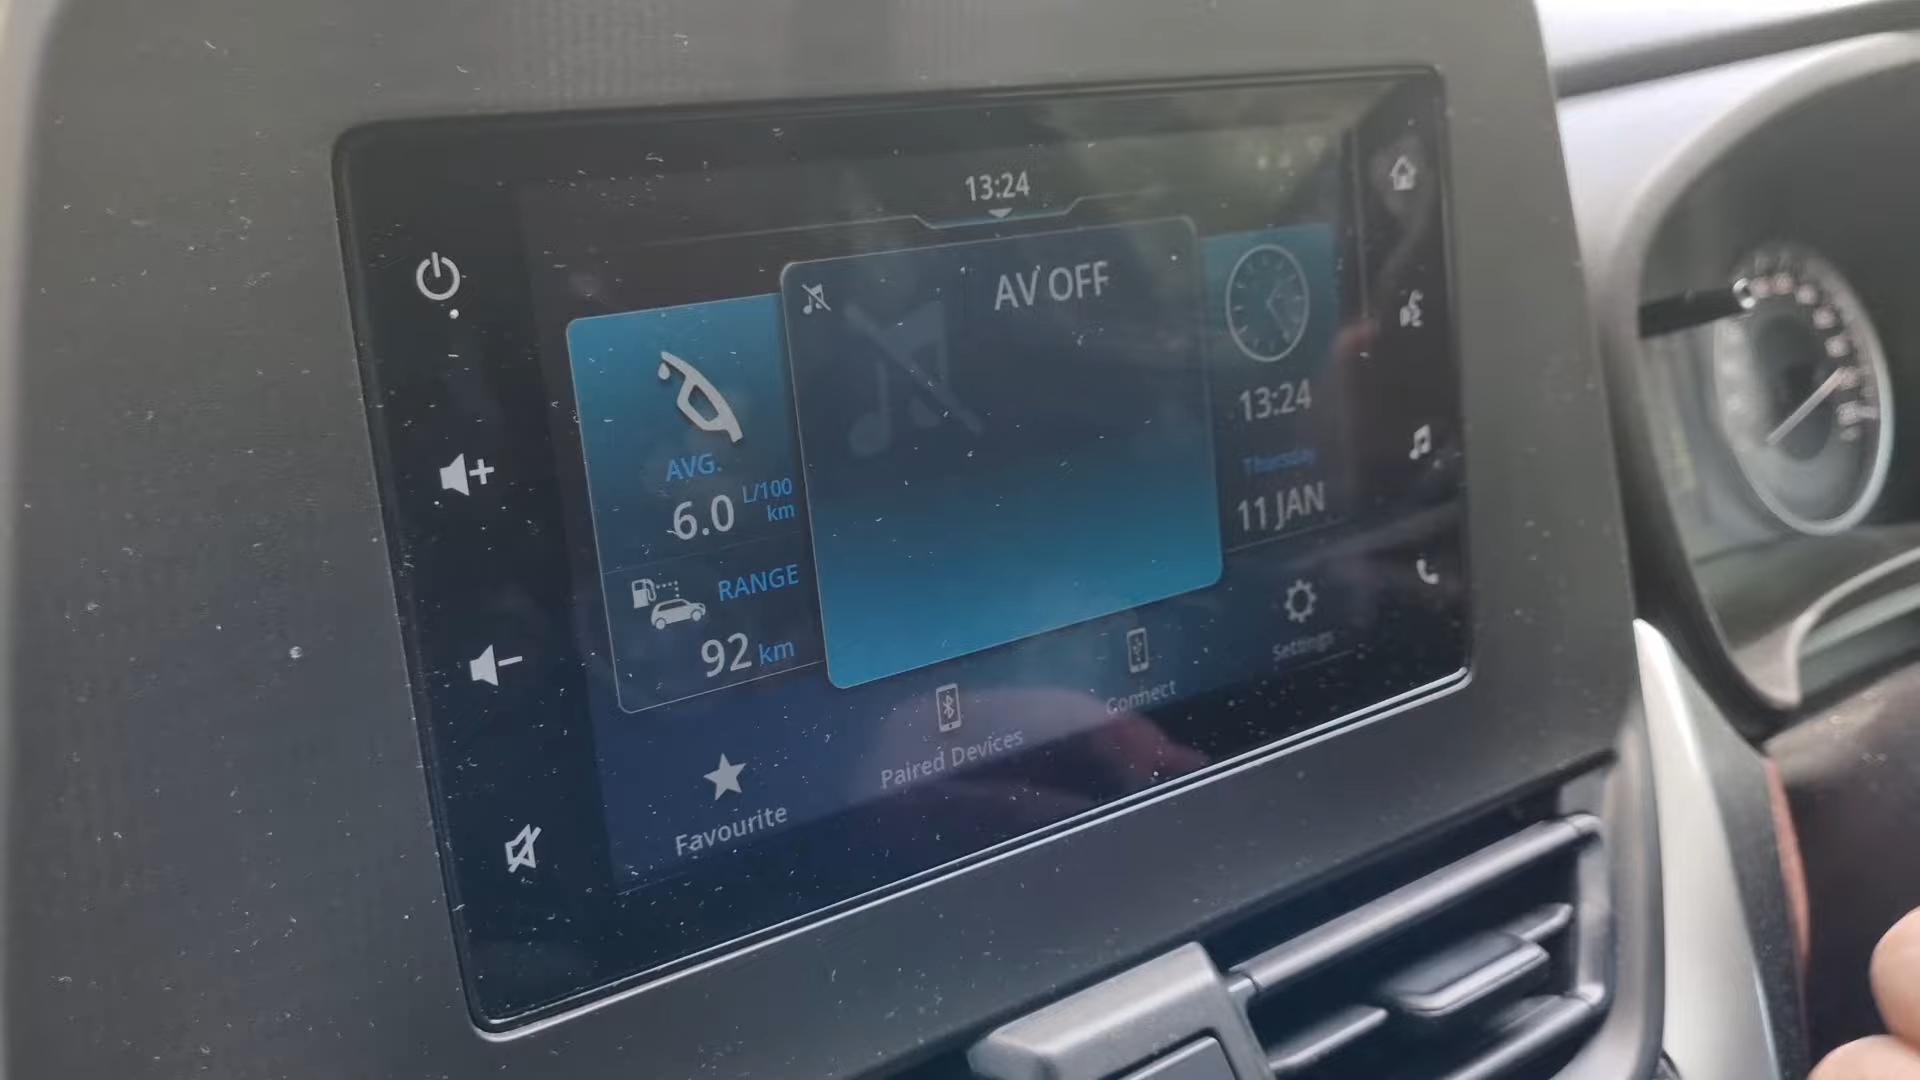 13:24
AV OFF
AVG.
6.0 L/100 km
RANGE
92 km
13:24
Thursday
11 JAN
Favourite
Paired Devices
Connect
Settings